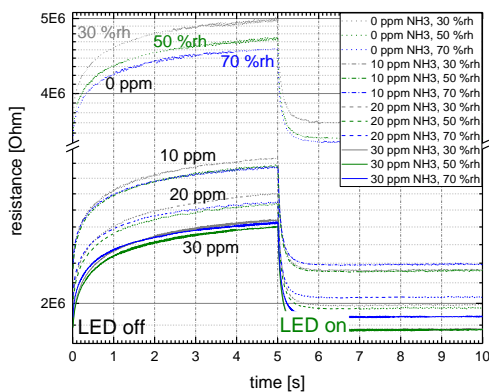 5E6
4E6
2E6
resistance [Ohm]
30 %rh
50 %rh
70 %rh
0 ppm
10 ppm
20 ppm
30 ppm
LED off
LED on
0 ppm NH3, 30 %rh
0 ppm NH3, 50 %rh
0 ppm NH3, 70 %rh
10 ppm NH3, 30 %rh
10 ppm NH3, 50 %rh
10 ppm NH3, 70 %rh
20 ppm NH3, 30 %rh
20 ppm NH3, 50 %rh
20 ppm NH3, 70 %rh
30 ppm NH3, 30 %rh
30 ppm NH3, 50 %rh
30 ppm NH3, 70 %rh
0 1 2 3 4 5 6 7 8 9 10
time [s]